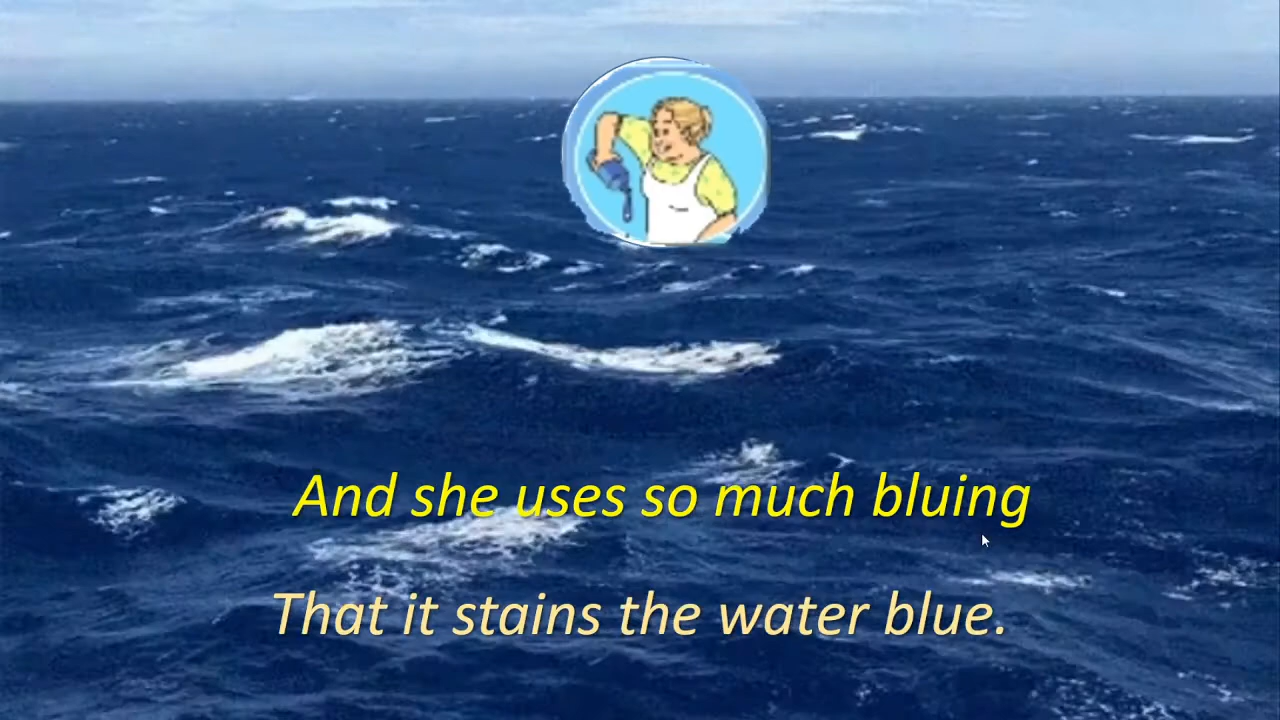 And she uses so much bluing
That it stains the water blue.